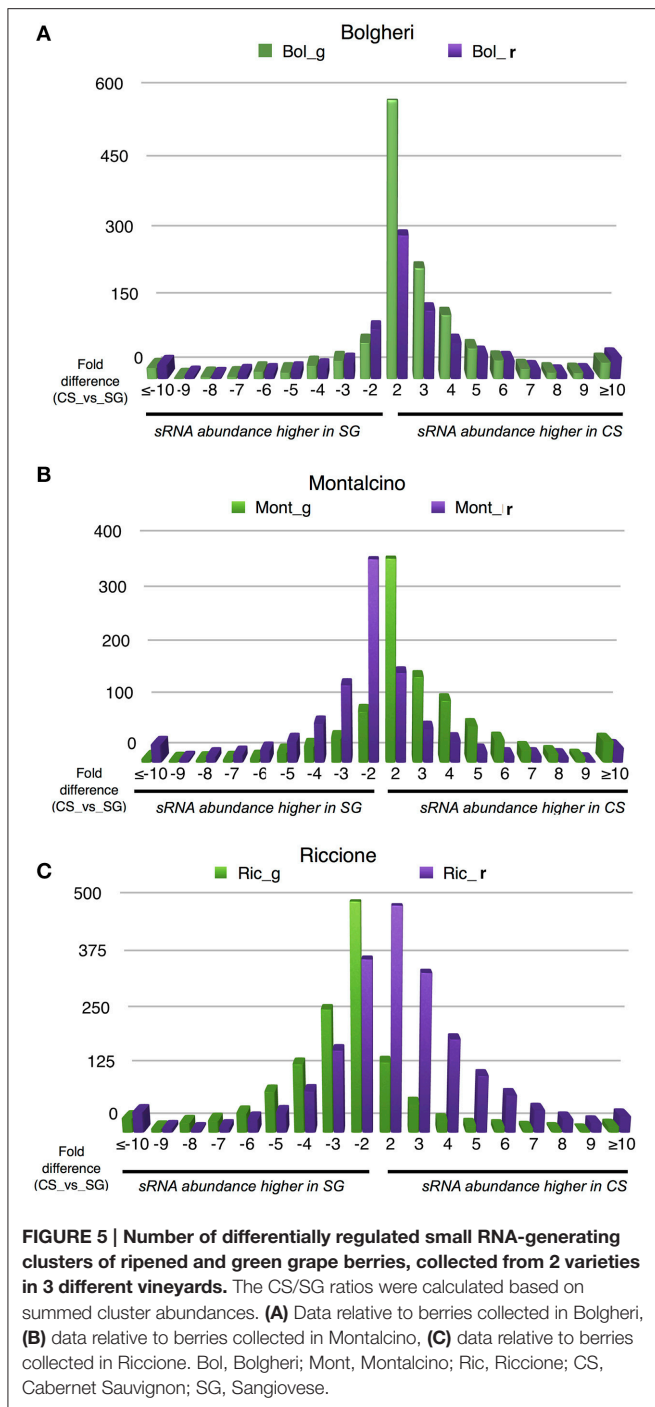 A
Bolgheri
Bol_g Bol_r
600
450
300
150
0
Fold
difference
(CS_vs_SG)
≤-10 -9 -8 -7 -6 -5 -4 -3 -2 2 3 4 5 6 7 8 9 ≥10
sRNA abundance higher in SG sRNA abundance higher in CS
B
Montalcino
Mont_g Mont_r
400
300
200
100
0
Fold
difference
(CS_vs_SG)
≤-10 -9 -8 -7 -6 -5 -4 -3 -2 2 3 4 5 6 7 8 9 ≥10
sRNA abundance higher in SG sRNA abundance higher in CS
C
Riccione
Ric_g Ric_r
500
375
250
125
0
Fold
difference
(CS_vs_SG)
≤-10 -9 -8 -7 -6 -5 -4 -3 -2 2 3 4 5 6 7 8 9 ≥10
sRNA abundance higher in SG sRNA abundance higher in CS
FIGURE 5 | Number of differentially regulated small RNA-generating
clusters of ripened and green grape berries, collected from 2 varieties
in 3 different vineyards. The CS/SG ratios were calculated based on
summed cluster abundances. (A) Data relative to berries collected in Bolgheri,
(B) data relative to berries collected in Montalcino, (C) data relative to berries
collected in Riccione. Bol, Bolgheri; Mont, Montalcino; Ric, Riccione; CS,
Cabernet Sauvignon; SG, Sangiovese.